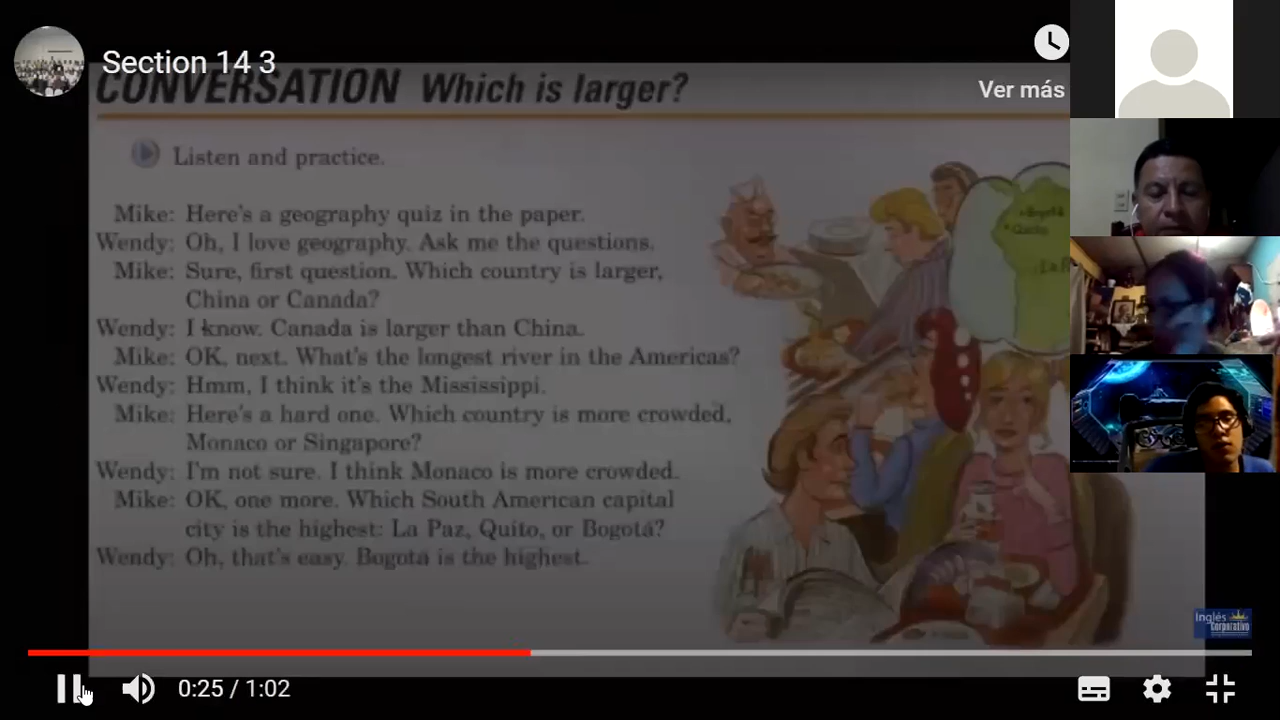 Section 14 3
Ver más
CONVERSATION Which is larger?
Listen and practice.
Mike: Here's a geography quiz in the paper.
Wendy: Oh, I love geography. Ask me the questions.
Mike: Sure, first question. Which country is larger,
China or Canada?
Wendy: I know. Canada is larger than China.
Mike: OK, next. What's the longest river in the Americas?
Wendy: Hmm, I think it's the Mississippi.
Mike: Here's a hard one. Which country is more crowded,
Monaco or Singapore?
Wendy: I'm not sure. I think Monaco is more crowded.
Mike: OK, one more. Which South American capital
city is the highest: La Paz, Quito, or Bogotá?
Wendy: Oh, that's easy. Bogotá is the highest.
Bogotá
Quito
Inglés
Corporativo
0:25 / 1:02